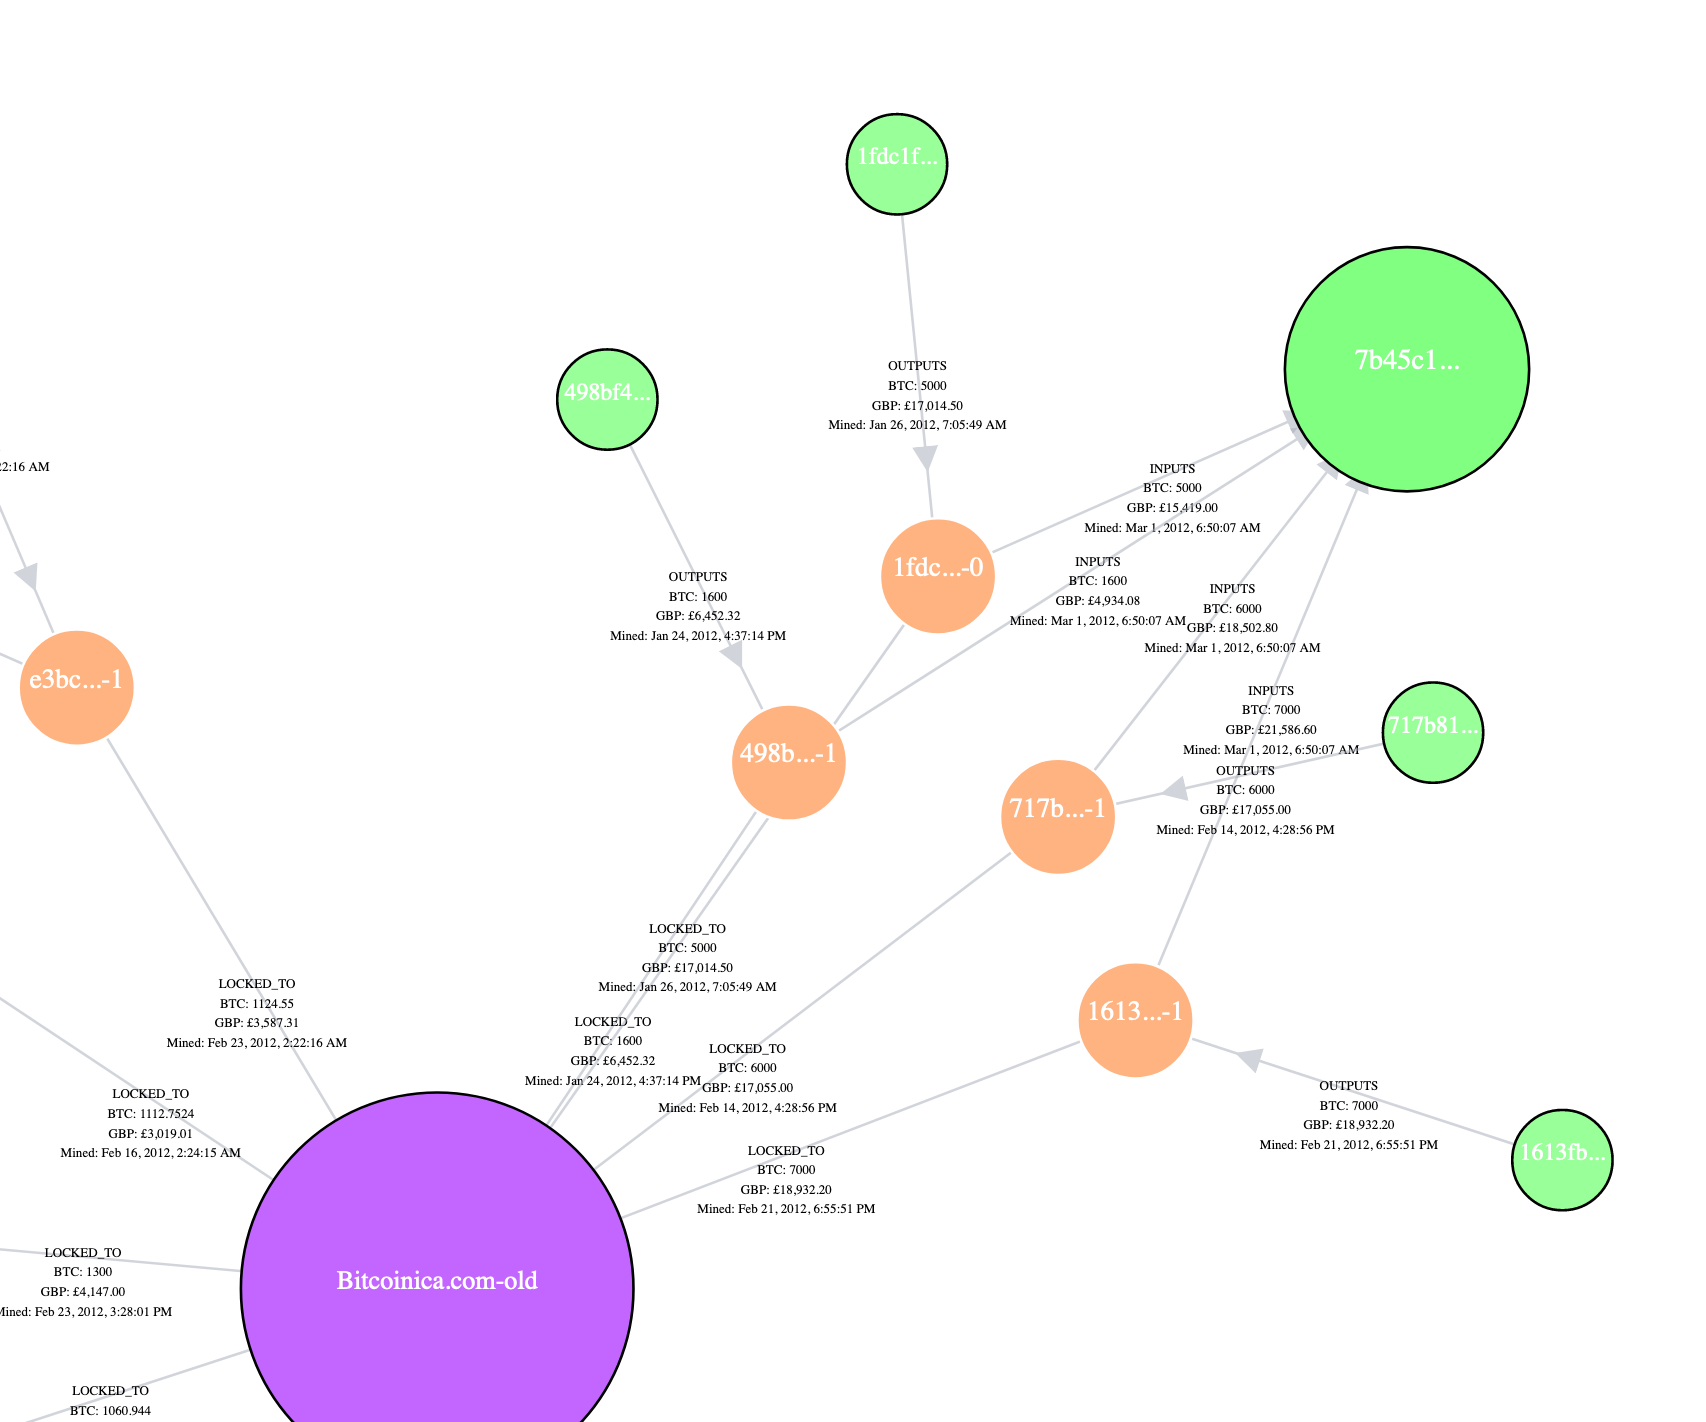 1fdc1f...
7b45c1...
498bf4...
OUTPUTS
BTC: 5000
GBP: £17,014.50
Mined: Jan 26, 2012, 7:05:49 AM
22:16 AM
INPUTS
BTC: 5000
GBP: £15,419.00
Mined: Mar 1, 2012, 6:50:07 AM
1fdc...-0
INPUTS
BTC: 1600
GBP: £4,934.08
Mined: Mar 1, 2012, 6:50:07 AM
OUTPUTS
BTC: 1600
GBP: £6,452.32
Mined: Jan 24, 2012, 4:37:14 PM
INPUTS
BTC: 6000
GBP: £18,502.80
Mined: Mar 1, 2012, 6:50:07 AM
e3bc...-1
INPUTS
BTC: 7000
GBP: £21,586.60
Mined: Mar 1, 2012, 6:50:07 AM
717b81...
498b...-1
OUTPUTS
BTC: 6000
GBP: £17,055.00
Mined: Feb 14, 2012, 4:28:56 PM
717b...-1
LOCKED_TO
BTC: 5000
GBP: £17,014.50
Mined: Jan 26, 2012, 7:05:49 AM
LOCKED_TO
BTC: 1124.55
GBP: £3,587.31
Mined: Feb 23, 2012, 2:22:16 AM
1613...-1
LOCKED_TO
BTC: 1600
GBP: £6,452.32
Mined: Jan 24, 2012, 4:37:14 PM
LOCKED_TO
BTC: 6000
GBP: £17,055.00
Mined: Feb 14, 2012, 4:28:56 PM
OUTPUTS
BTC: 7000
GBP: £18,932.20
Mined: Feb 21, 2012, 6:55:51 PM
1613fb...
LOCKED_TO
BTC: 1112.7524
GBP: £3,019.01
Mined: Feb 16, 2012, 2:24:15 AM
LOCKED_TO
BTC: 7000
GBP: £18,932.20
Mined: Feb 21, 2012, 6:55:51 PM
LOCKED_TO
BTC: 1300
GBP: £4,147.00
Mined: Feb 23, 2012, 3:28:01 PM
Bitcoinica.com-old
LOCKED_TO
BTC: 1060.944